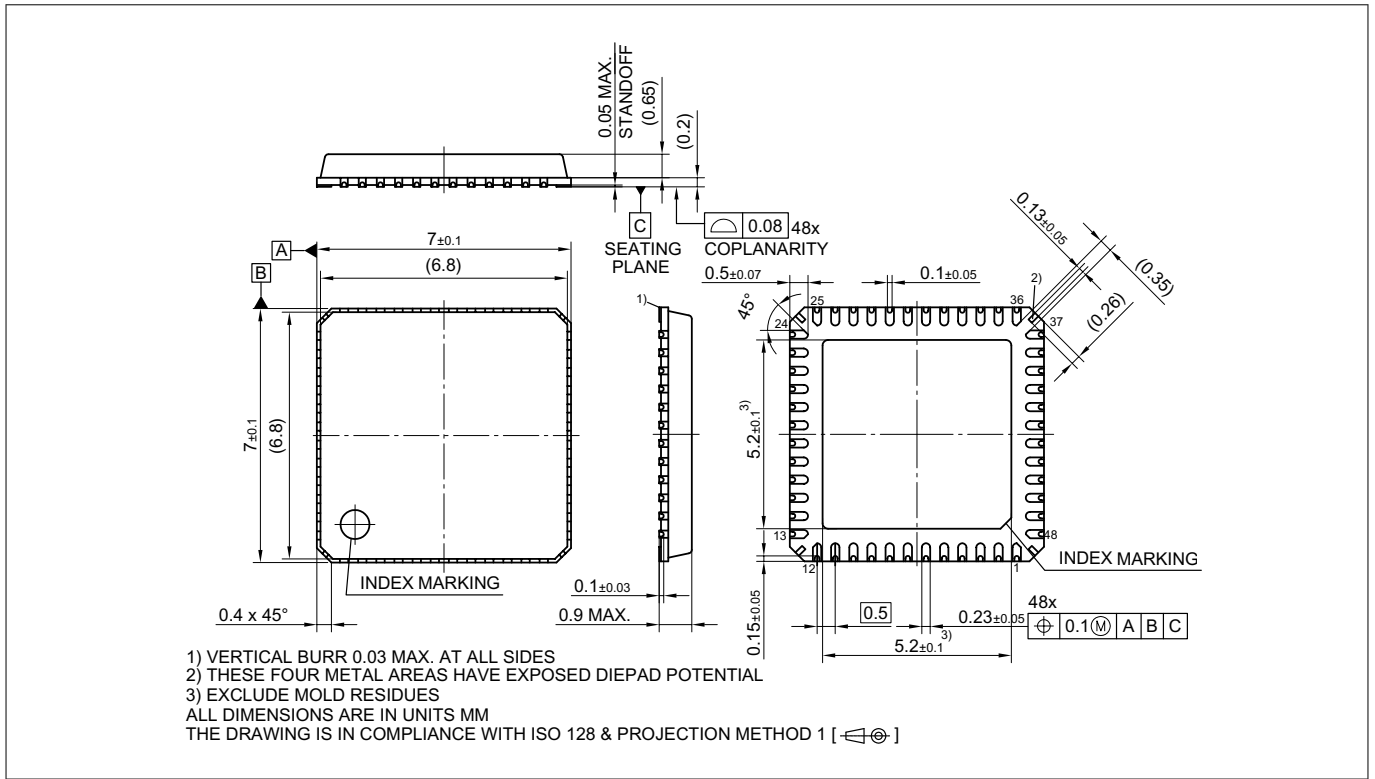 0.05 MAX.
STANDOFF
(0.65)
(0.2)
C
SEATING
PLANE
0.08 48x
COPLANARITY
A
B
7±0.1
(6.8)
7±0.1
(6.8)
INDEX MARKING
0.4 x 45°
1)
0.1±0.03
0.9 MAX.
0.5±0.07
0.1±0.05
0.13±0.05
(0.35)
(0.26)
2)
45°
25
36
24
37
5.2±0.1 3)
13
48
12
1
INDEX MARKING
0.15±0.05
0.5
0.23±0.05
5.2±0.1 3)
48x
⌖ 0.1Ⓜ A B C
1) VERTICAL BURR 0.03 MAX. AT ALL SIDES
2) THESE FOUR METAL AREAS HAVE EXPOSED DIEPAD POTENTIAL
3) EXCLUDE MOLD RESIDUES
ALL DIMENSIONS ARE IN UNITS MM
THE DRAWING IS IN COMPLIANCE WITH ISO 128 & PROJECTION METHOD 1 [ ]